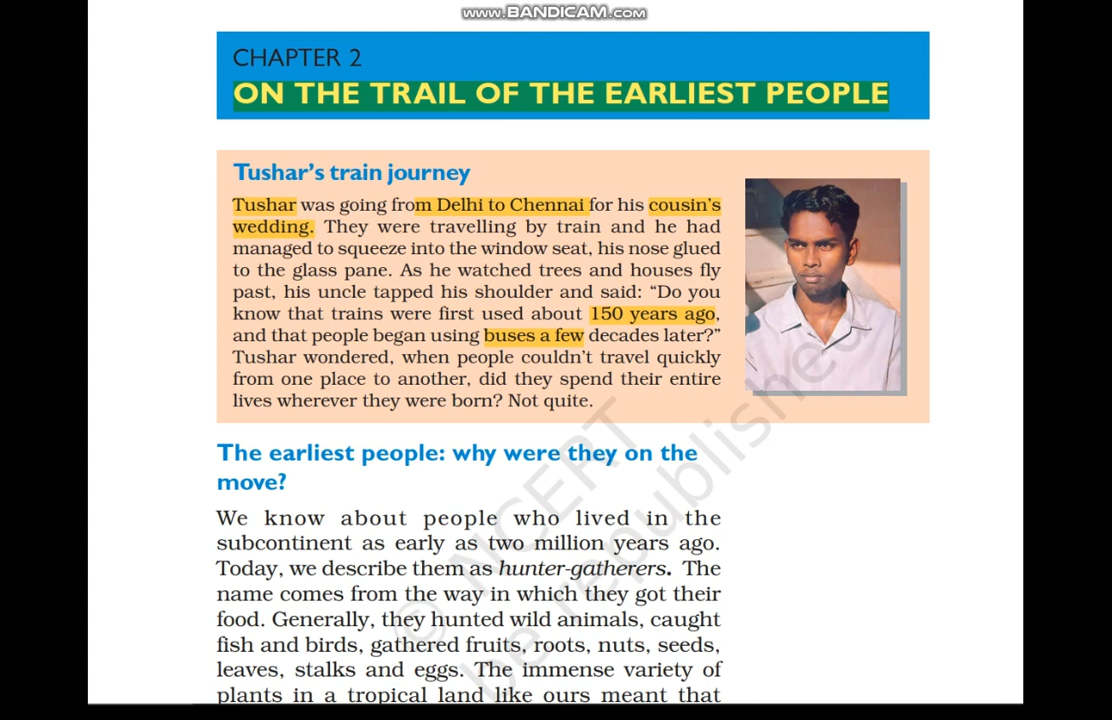 www.BANDICAM.com
CHAPTER 2
ON THE TRAIL OF THE EARLIEST PEOPLE
Tushar's train journey
Tushar was going from Delhi to Chennai for his cousin's
wedding. They were travelling by train and he had
managed to squeeze into the window seat, his nose glued
to the glass pane. As he watched trees and houses fly
past, his uncle tapped his shoulder and said: “Do you
know that trains were first used about 150 years ago,
and that people began using buses a few decades later?”
Tushar wondered, when people couldn't travel quickly
from one place to another, did they spend their entire
lives wherever they were born? Not quite.
The earliest people: why were they on the
move?
We know about people who lived in the
subcontinent as early as two million years ago.
Today, we describe them as hunter-gatherers. The
name comes from the way in which they got their
food. Generally, they hunted wild animals, caught
fish and birds, gathered fruits, roots, nuts, seeds,
leaves, stalks and eggs. The immense variety of
plants in a tropical land like ours meant that
© NCERT
be republished